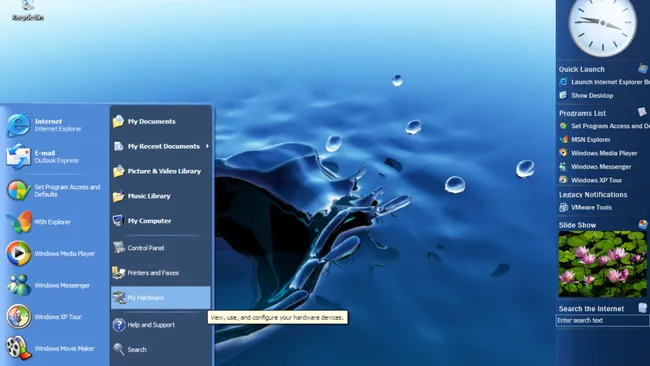 Recycle Bin
Internet
Internet Explorer
E-mail
Outlook Express
Set Program Access and
Defaults
MSN Explorer
Windows Media Player
Windows Messenger
Windows XP Tour
Windows Movie Maker
My Documents
My Recent Documents
Picture & Video Library
Music Library
My Computer
Control Panel
Printers and Faxes
My Hardware
Help and Support
Search
View, use, and configure your hardware devices.
Quick Launch
Launch Internet Explorer Br
Show Desktop
Programs List
Set Program Access and De
MSN Explorer
Windows Media Player
Windows Messenger
Windows XP Tour
Legacy Notifications
VMware Tools
Slide Show
Search the Internet
Enter search text